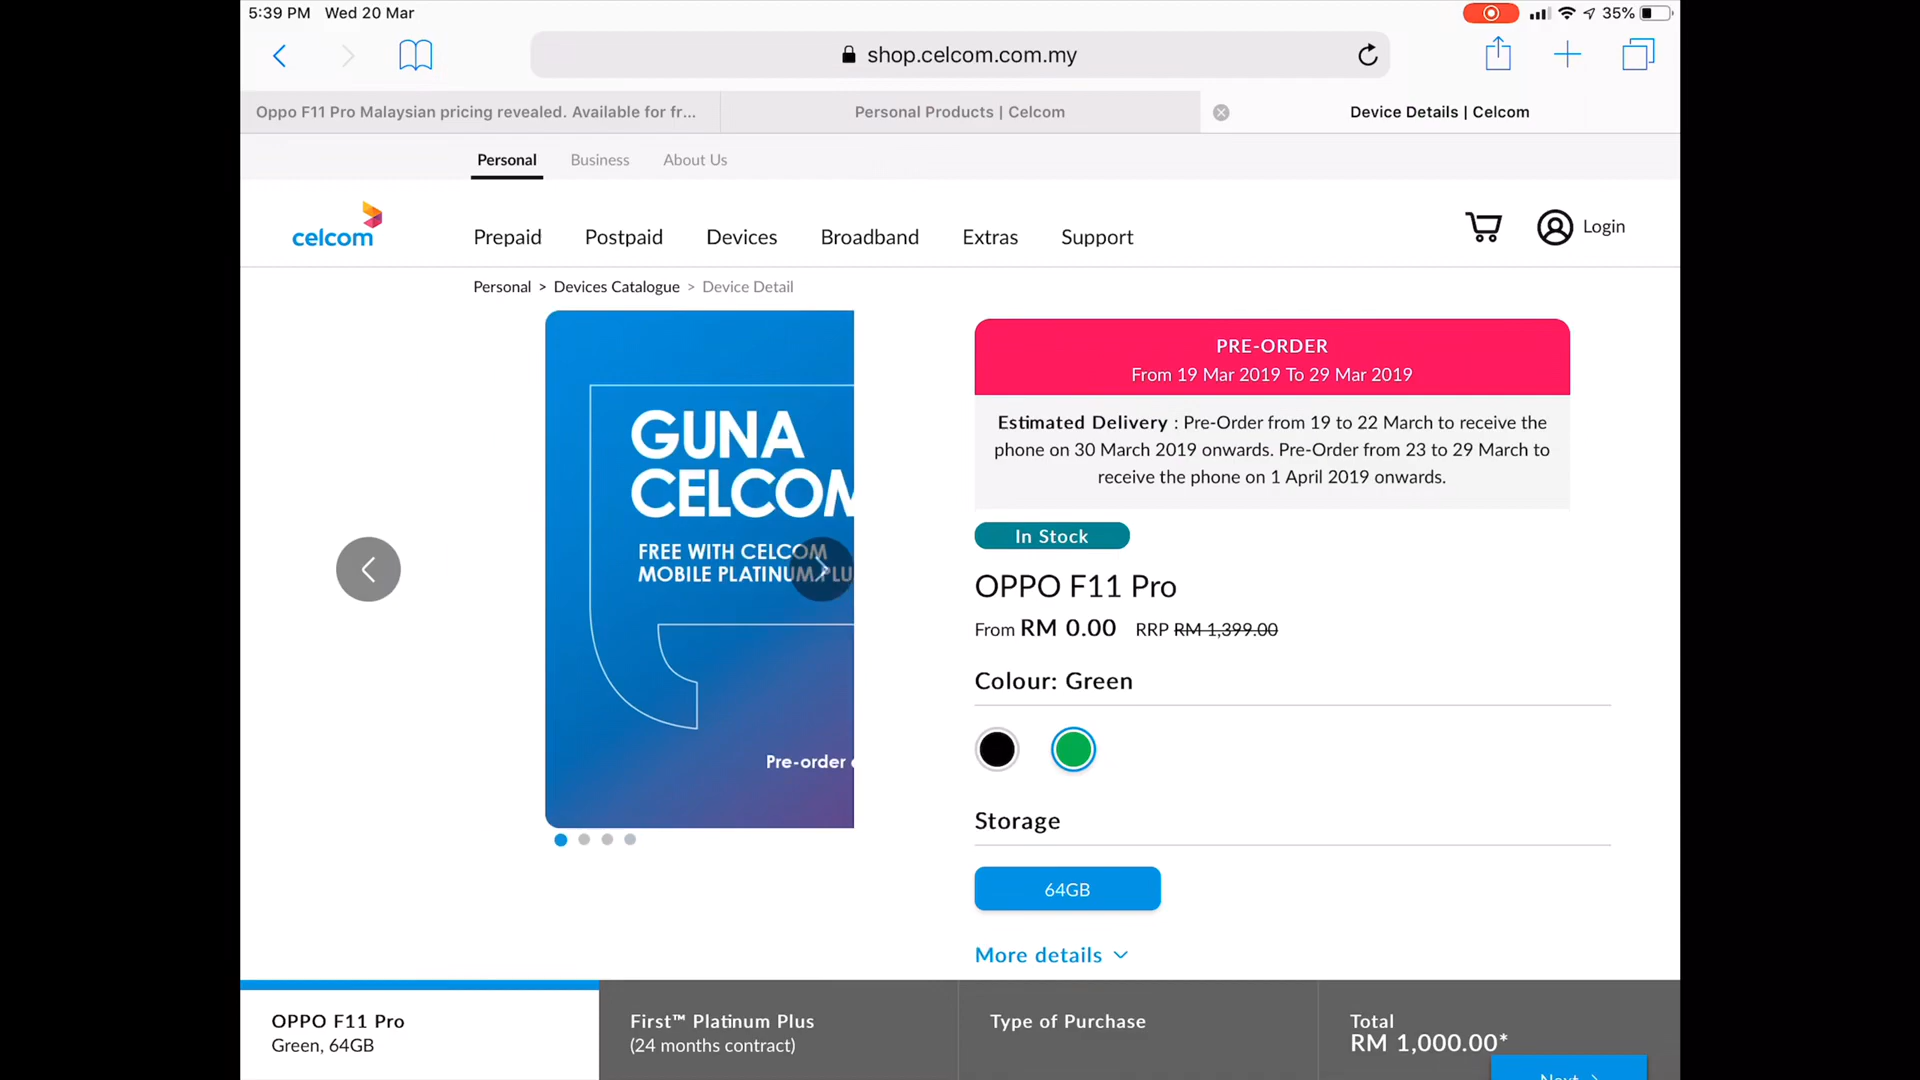 5:39 PM Wed 20 Mar
35%
shop.celcom.com.my
Oppo F11 Pro Malaysian pricing revealed. Available for fr...
Personal Products | Celcom
Device Details | Celcom
Personal Business About Us
celcom
Prepaid Postpaid Devices Broadband Extras Support
Login
Personal > Devices Catalogue > Device Detail
GUNA
CELCOM
FREE WITH CELCOM
MOBILE PLATINUM PLU
Pre-order
PRE-ORDER
From 19 Mar 2019 To 29 Mar 2019
Estimated Delivery : Pre-Order from 19 to 22 March to receive the
phone on 30 March 2019 onwards. Pre-Order from 23 to 29 March to
receive the phone on 1 April 2019 onwards.
In Stock
OPPO F11 Pro
From RM 0.00 RRP RM 1,399.00
Colour: Green
Storage
64GB
More details
OPPO F11 Pro
Green, 64GB
First™ Platinum Plus
(24 months contract)
Type of Purchase
Total
RM 1,000.00*
Next >